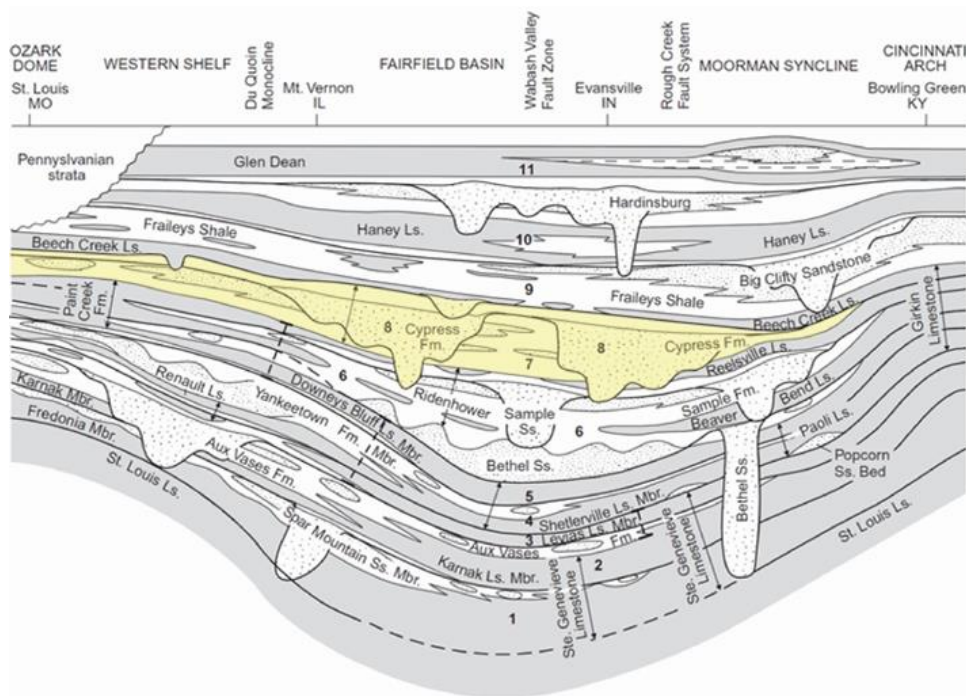 OZARK
DOME
St. Louis
MO
WESTERN SHELF
Du Quoin
Monocline
Mt. Vernon
IL
FAIRFIELD BASIN
Wabash Valley
Fault Zone
Evansville
IN
Rough Creek
Fault System
MOORMAN SYNCLINE
CINCINNATI
ARCH
Bowling Green
KY
Pennyslvanian
strata
Glen Dean
11
Hardinsburg
Fraileys Shale
Haney Ls.
10
Haney Ls.
Beech Creek Ls.
Big Clifty Sandstone
9
Fraileys Shale
Paint
Creek
Fm.
8
Cypress
Fm.
7
8
Cypress Fm.
Beech Creek Ls.
Reelsville Ls.
Girkin
Limestone
6
Ridenhower
Sample
Ss.
6
Sample Fm.
Beaver
Bend Ls.
Renault Ls.
Yankeetown Fm.
Downeys Bluff Ls. Mbr.
Mbr.
Karnak Mbr.
Fredonia Mbr.
St. Louis Ls.
Aux Vases Fm.
Bethel Ss.
Paoli Ls.
Popcorn
Ss. Bed
Bethel Ss.
5
4
Shetlerville Ls. Mbr.
3
Levias Ls. Mbr.
Aux Vases
Fm.
2
Spar Mountain Ss. Mbr.
Karnak Ls. Mbr.
1
Ste. Genevieve
Limestone
Ste. Genevieve
Limestone
St. Louis Ls.